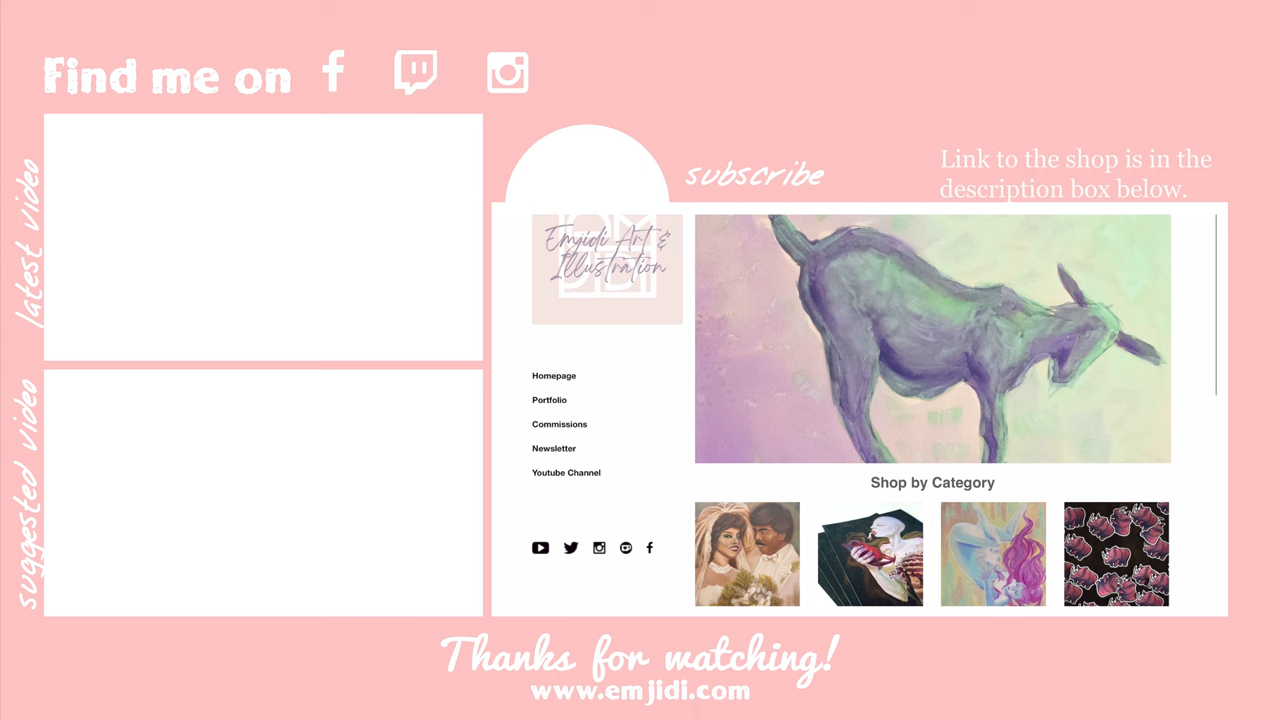 Find me on
latest video
suggested video
subscribe
Link to the shop is in the
description box below.
Emjidi Art &
Illustration
Homepage
Portfolio
Commissions
Newsletter
Youtube Channel
Shop by Category
Thanks for watching!
www.emjidi.com